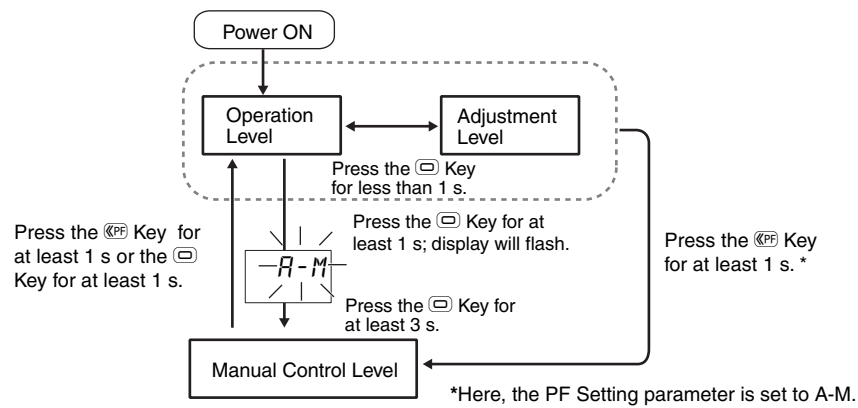 Power ON
Operation
Level
Adjustment
Level
Press the Key
for less than 1 s.
Press the Key for at
least 1 s; display will flash.
A-M
Press the Key for
at least 3 s.
Press the PF Key for
at least 1 s or the
Key for at least 1 s.
Press the PF Key
for at least 1 s. *
Manual Control Level
*Here, the PF Setting parameter is set to A-M.